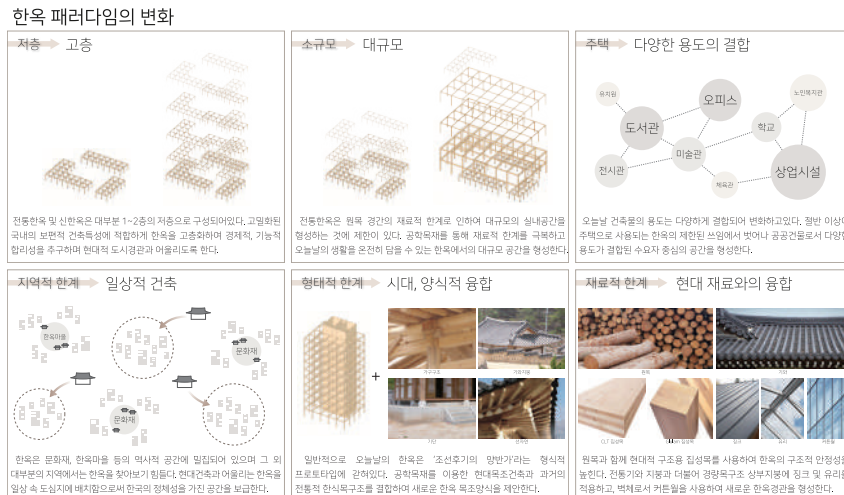 한옥 패러다임의 변화
저층 고층
전통한옥 및 신한옥은 대부분 1~2층의 저층으로 구성되어있다. 고밀화된
국내의 보편적 건축특성에 적합하게 한옥을 고층화하여 경제적, 기능적
합리성을 추구하며 현대적 도시경관과 어울리도록 한다.
소규모 대규모
전통한옥은 원목 경간의 재료적 한계로 인하여 대규모의 실내공간을
형성하는 것에 제한이 있다. 공학목재를 통해 재료적 한계를 극복하고
오늘날의 생활을 온전히 담을 수 있는 한옥에서의 대규모 공간을 형성한다.
주택 다양한 용도의 결합
유치원
오피스
노인복지관
도서관
학교
미술관
전시관
상업시설
체육관
오늘날 건축물의 용도는 다양하게 결합되어 변화하고있다. 절반 이상이
주택으로 사용되는 한옥의 제한된 쓰임에서 벗어나 공공건물로서 다양한
용도가 결합된 수요자 중심의 공간을 형성한다.
지역적 한계 일상적 건축
한옥마을
문화재
문화재
한옥은 문화재, 한옥마을 등의 역사적 공간에 밀집되어 있으며 그 외
대부분의 지역에서는 한옥을 찾아보기 힘들다. 현대건축과 어울리는 한옥을
일상 속 도심지에 배치함으로써 한국의 정체성을 가진 공간을 보급한다.
형태적 한계 시대, 양식적 융합
+
가구구조
기와지붕
기단
일반적으로 오늘날의 한옥은 '조선후기의 양반가'라는 형식적
프로토타입에 갇혀있다. 공학목재를 이용한 현대목조건축과 과거의
전통적 한식목구조를 결합하여 새로운 한옥 목조양식을 제안한다.
재료적 한계 현대 재료와의 융합
원목
기와
CLT 집성목
징크
유리
커튼월
원목과 함께 현대적 구조용 집성목을 사용하여 한옥의 구조적 안정성을
높힌다. 전통기와 지붕과 더불어 경량목구조 상부지붕에 징크 및 유리를
적용하고, 벽체로서 커튼월을 사용하여 새로운 한옥경관을 형성한다.